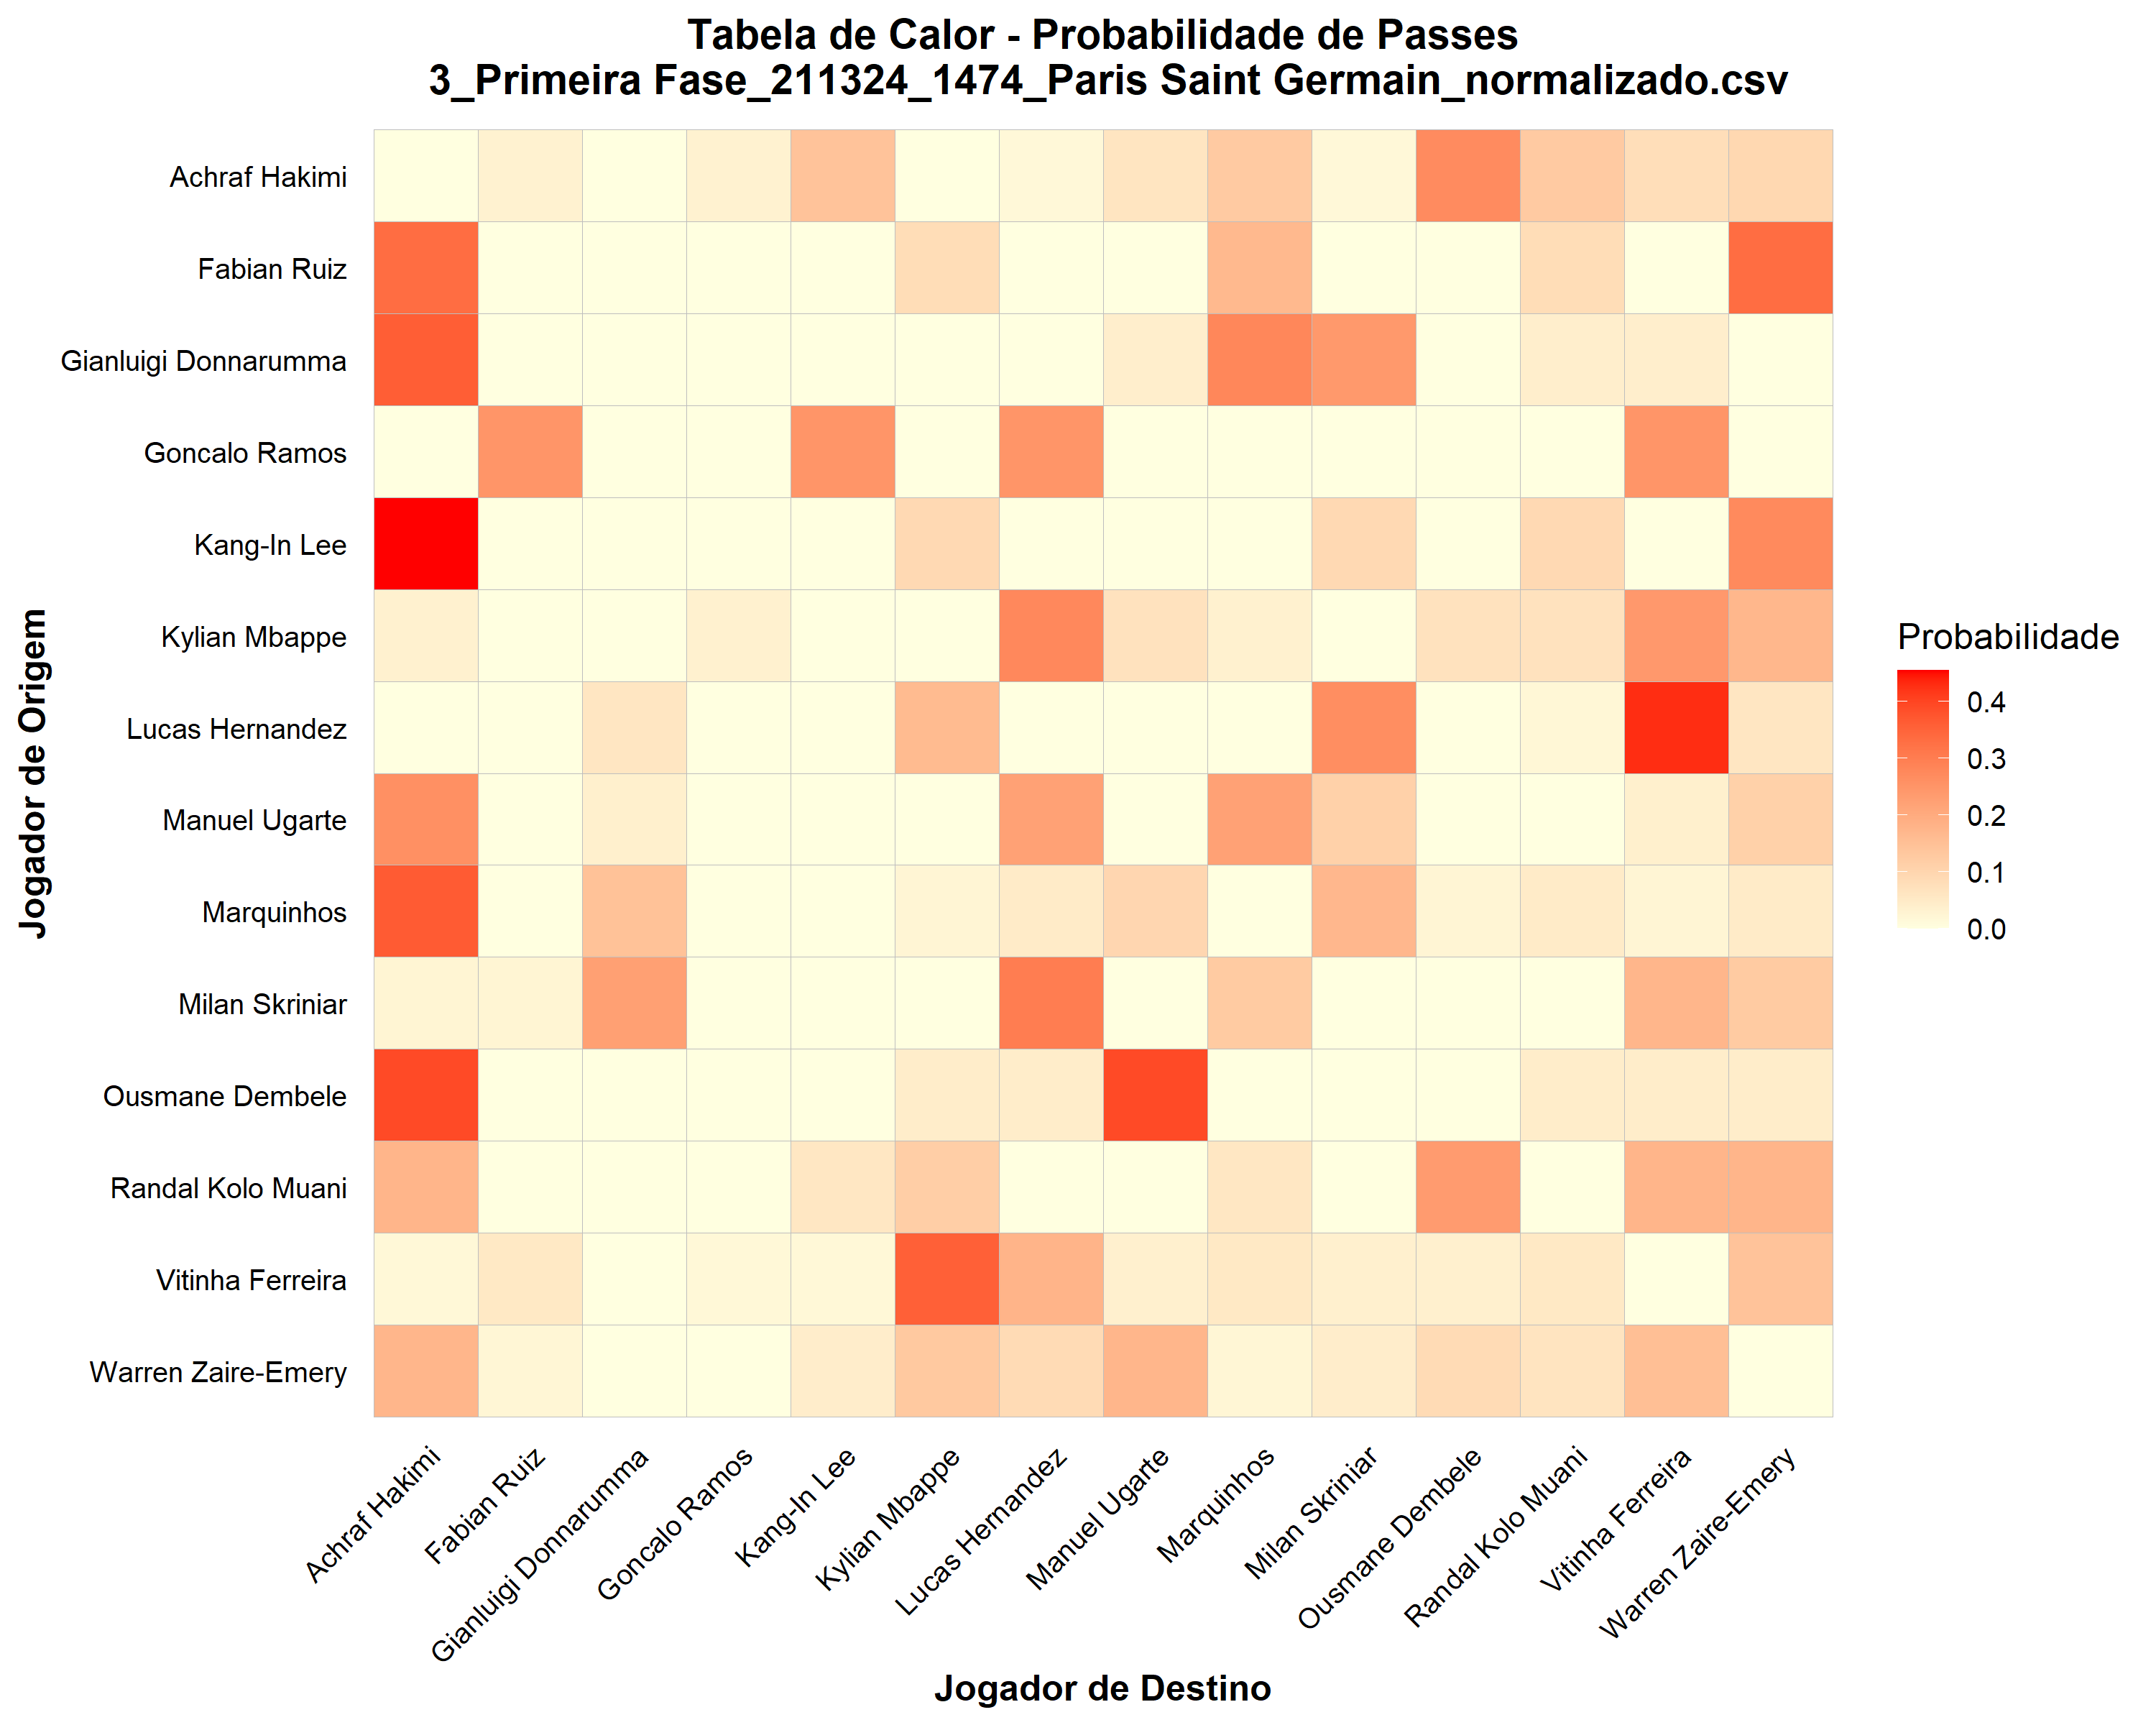 Tabela de Calor - Probabilidade de Passes
3_Primeira Fase_211324_1474_Paris Saint Germain_normalizado.csv
Jogador de Origem
Achraf Hakimi
Fabian Ruiz
Gianluigi Donnarumma
Goncalo Ramos
Kang-In Lee
Kylian Mbappe
Lucas Hernandez
Manuel Ugarte
Marquinhos
Milan Skriniar
Ousmane Dembele
Randal Kolo Muani
Vitinha Ferreira
Warren Zaire-Emery
Achraf Hakimi
Fabian Ruiz
Gianluigi Donnarumma
Goncalo Ramos
Kang-In Lee
Kylian Mbappe
Lucas Hernandez
Manuel Ugarte
Marquinhos
Milan Skriniar
Ousmane Dembele
Randal Kolo Muani
Vitinha Ferreira
Warren Zaire-Emery
Jogador de Destino
Probabilidade
0.4
0.3
0.2
0.1
0.0